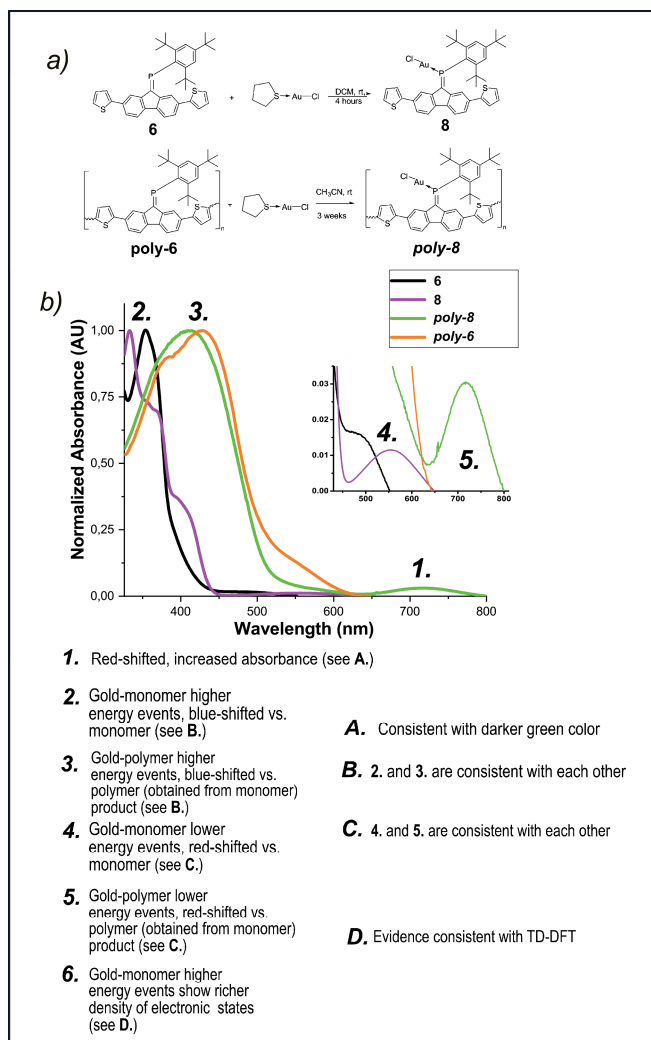 a)
P
S
S
6
+
S
Au
Cl
DCM, rt,
4 hours
Cl
Au
P
S
S
8
P
S
S
n
poly-6
+
S
Au
Cl
CH3CN, rt
3 weeks
Cl
Au
P
S
S
n
poly-8
b)
6
8
poly-8
poly-6
2.
3.
1,00
0,75
0,50
0,25
0,00
Normalized Absorbance (AU)
400
500
600
700
800
Wavelength (nm)
1.
0.03
0.02
0.01
0.00
500
600
700
800
4.
5.
1. Red-shifted, increased absorbance (see A.)
2 Gold-monomer higher
energy events, blue-shifted vs.
monomer (see B.)
3. Gold-polymer higher
energy events, blue-shifted vs.
polymer (obtained from monomer)
product (see B.)
4 Gold-monomer lower
energy events, red-shifted vs.
monomer (see C.)
5 Gold-polymer lower
energy events, red-shifted vs.
polymer (obtained from monomer)
product (see C.)
6. Gold-monomer higher
energy events show richer
density of electronic states
(see D.)
A. Consistent with darker green color
B. 2. and 3. are consistent with each other
C. 4. and 5. are consistent with each other
D. Evidence consistent with TD-DFT